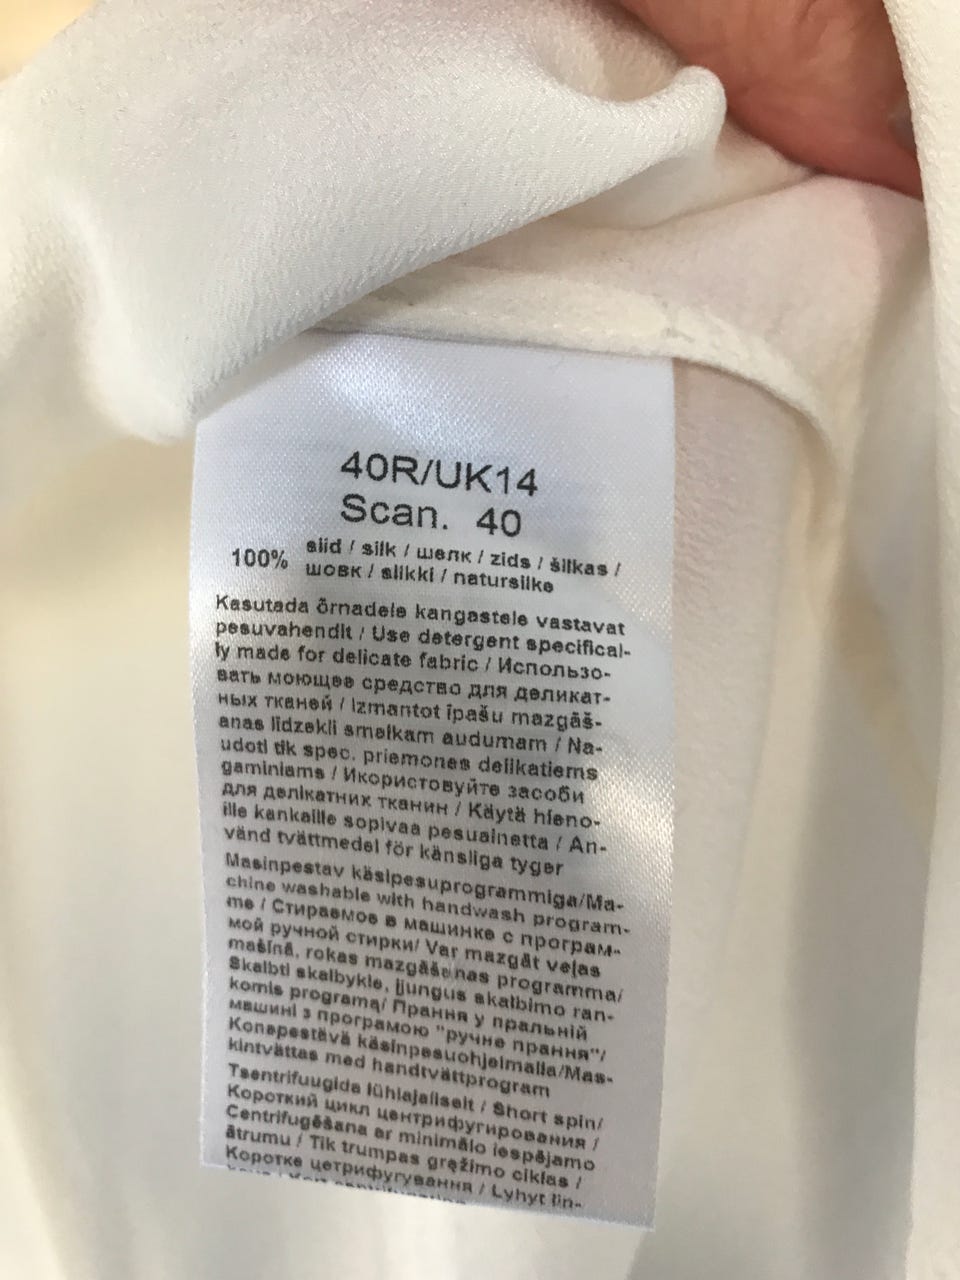 40R/UK14
Scan. 40
100% siid / silk / шелк / zids / šilkas /
шовк / silkki / natursilke
Kasutada õrnadele kangastele vastavat
pesuvahendit / Use detergent specifical-
ly made for delicate fabric / Использо-
вать моющее средство для деликат-
ных тканей / Izmantot īpašu mazgāš-
anas līdzekli smalkam audumam / Na-
udoti tik spec. priemones delikatiems
gaminiams / Икористовуйте засоби
для делікатних тканин / Käytä hieno-
ille kankaille sopivaa pesuainetta / An-
vänd tvättmedel för känsliga tyger
Masinpestav käsipesuprogrammiga/Ma-
chine washable with handwash program-
me / Стираемое в машинке с програм-
мой ручной стирки/ Var mazgāt veļas
mašīnā, rokas mazgāšanas programma/
Skalbti skalbykle, įjungus skalbimo ran-
komis programą/ Прання у пральній
машині з програмою "ручне прання"/
Konepestävä käsinpesuohjelmalla/Mas-
kintvättas med handtvättprogram
Tsentrifuugida lühiajaliselt / Short spin/
Короткий цикл центрифугирования /
Centrifugēšana ar minimālo iespējamo
ātrumu / Tik trumpas gręžimo ciklas /
Коротке цетрифугування / Lyhyt lin-